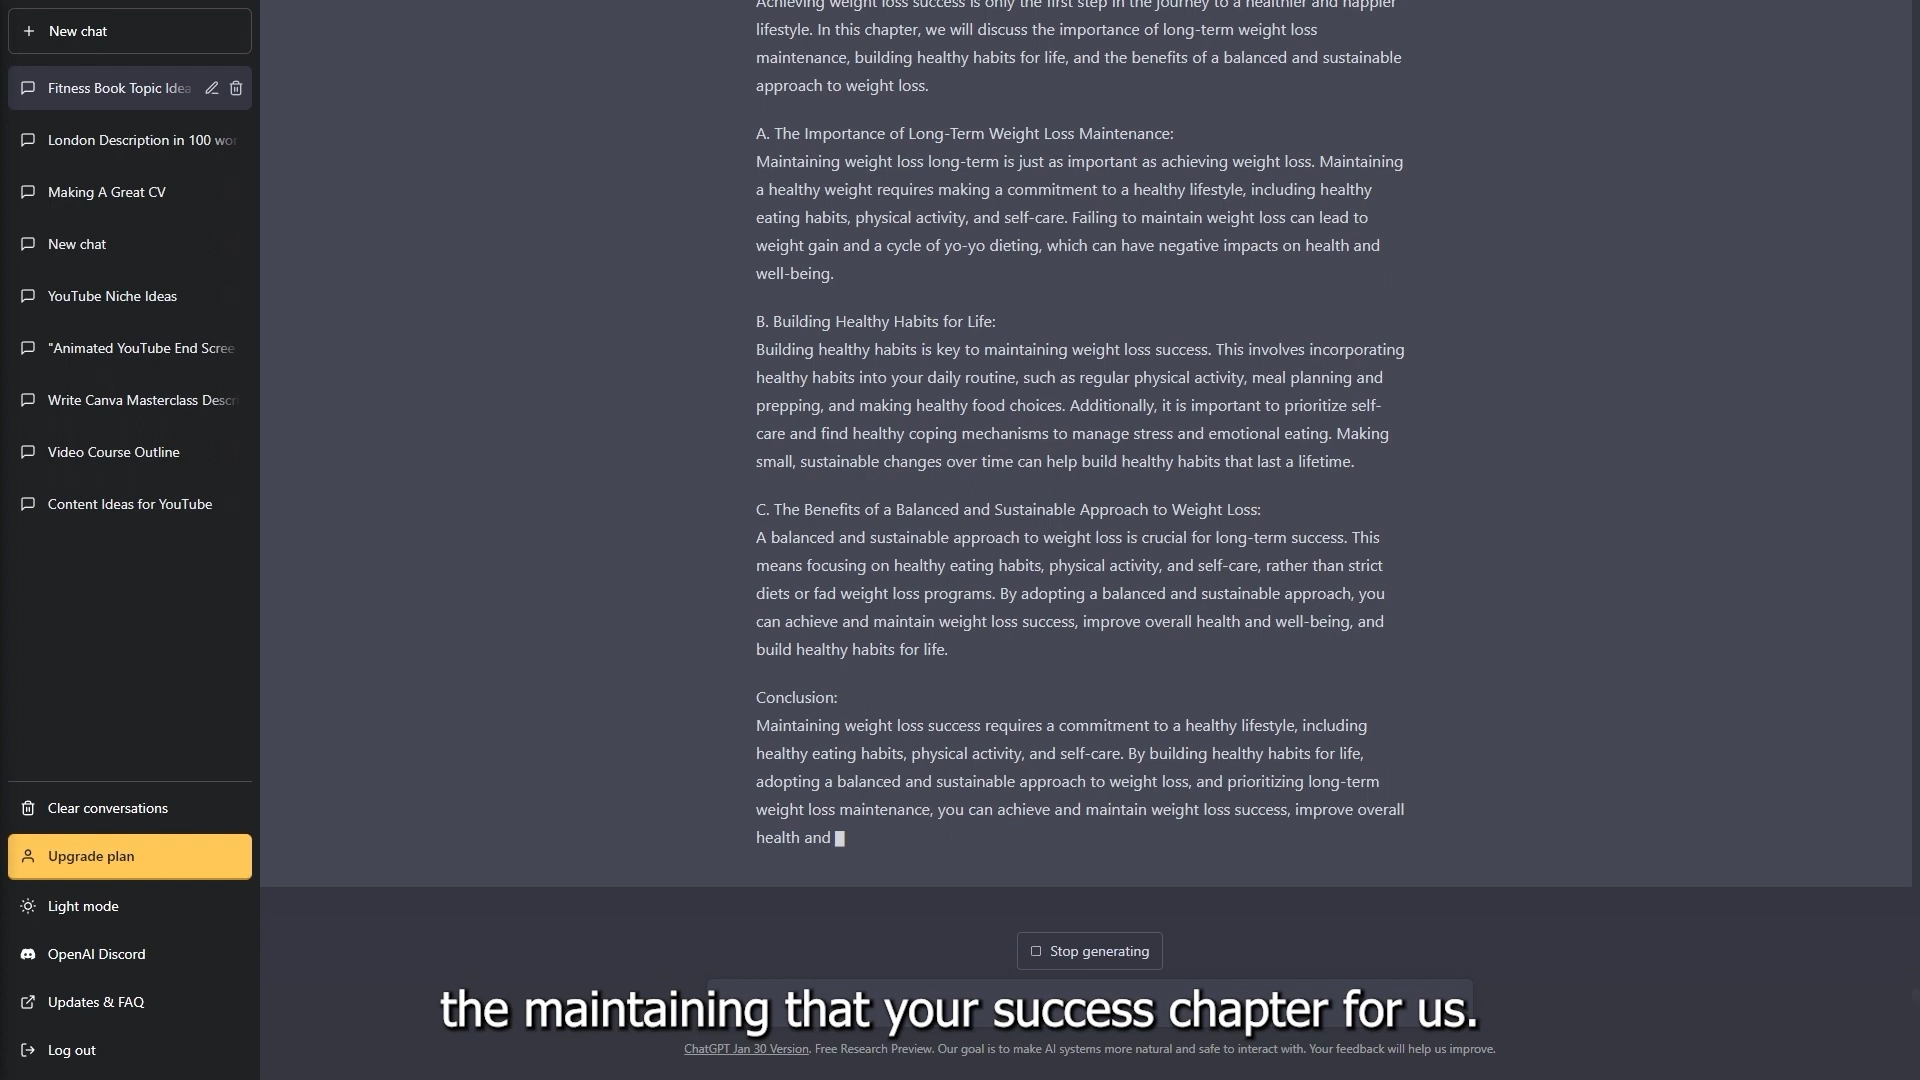 New chat
Fitness Book Topic Idea
London Description in 100 wor
Making A Great CV
New chat
YouTube Niche Ideas
"Animated YouTube End Scree
Write Canva Masterclass Descri
Video Course Outline
Content Ideas for YouTube
Clear conversations
Upgrade plan
Light mode
OpenAI Discord
Updates & FAQ
Log out
Achieving weight loss success is only the first step in the journey to a healthier and happier
lifestyle. In this chapter, we will discuss the importance of long-term weight loss
maintenance, building healthy habits for life, and the benefits of a balanced and sustainable
approach to weight loss.
A. The Importance of Long-Term Weight Loss Maintenance:
Maintaining weight loss long-term is just as important as achieving weight loss. Maintaining
a healthy weight requires making a commitment to a healthy lifestyle, including healthy
eating habits, physical activity, and self-care. Failing to maintain weight loss can lead to
weight gain and a cycle of yo-yo dieting, which can have negative impacts on health and
well-being.
B. Building Healthy Habits for Life:
Building healthy habits is key to maintaining weight loss success. This involves incorporating
healthy habits into your daily routine, such as regular physical activity, meal planning and
prepping, and making healthy food choices. Additionally, it is important to prioritize self-
care and find healthy coping mechanisms to manage stress and emotional eating. Making
small, sustainable changes over time can help build healthy habits that last a lifetime.
C. The Benefits of a Balanced and Sustainable Approach to Weight Loss:
A balanced and sustainable approach to weight loss is crucial for long-term success. This
means focusing on healthy eating habits, physical activity, and self-care, rather than strict
diets or fad weight loss programs. By adopting a balanced and sustainable approach, you
can achieve and maintain weight loss success, improve overall health and well-being, and
build healthy habits for life.
Conclusion:
Maintaining weight loss success requires a commitment to a healthy lifestyle, including
healthy eating habits, physical activity, and self-care. By building healthy habits for life,
adopting a balanced and sustainable approach to weight loss, and prioritizing long-term
weight loss maintenance, you can achieve and maintain weight loss success, improve overall
health and
Stop generating
the maintaining that your success chapter for us.
ChatGPT Jan 30 Version. Free Research Preview. Our goal is to make AI systems more natural and safe to interact with. Your feedback will help us improve.